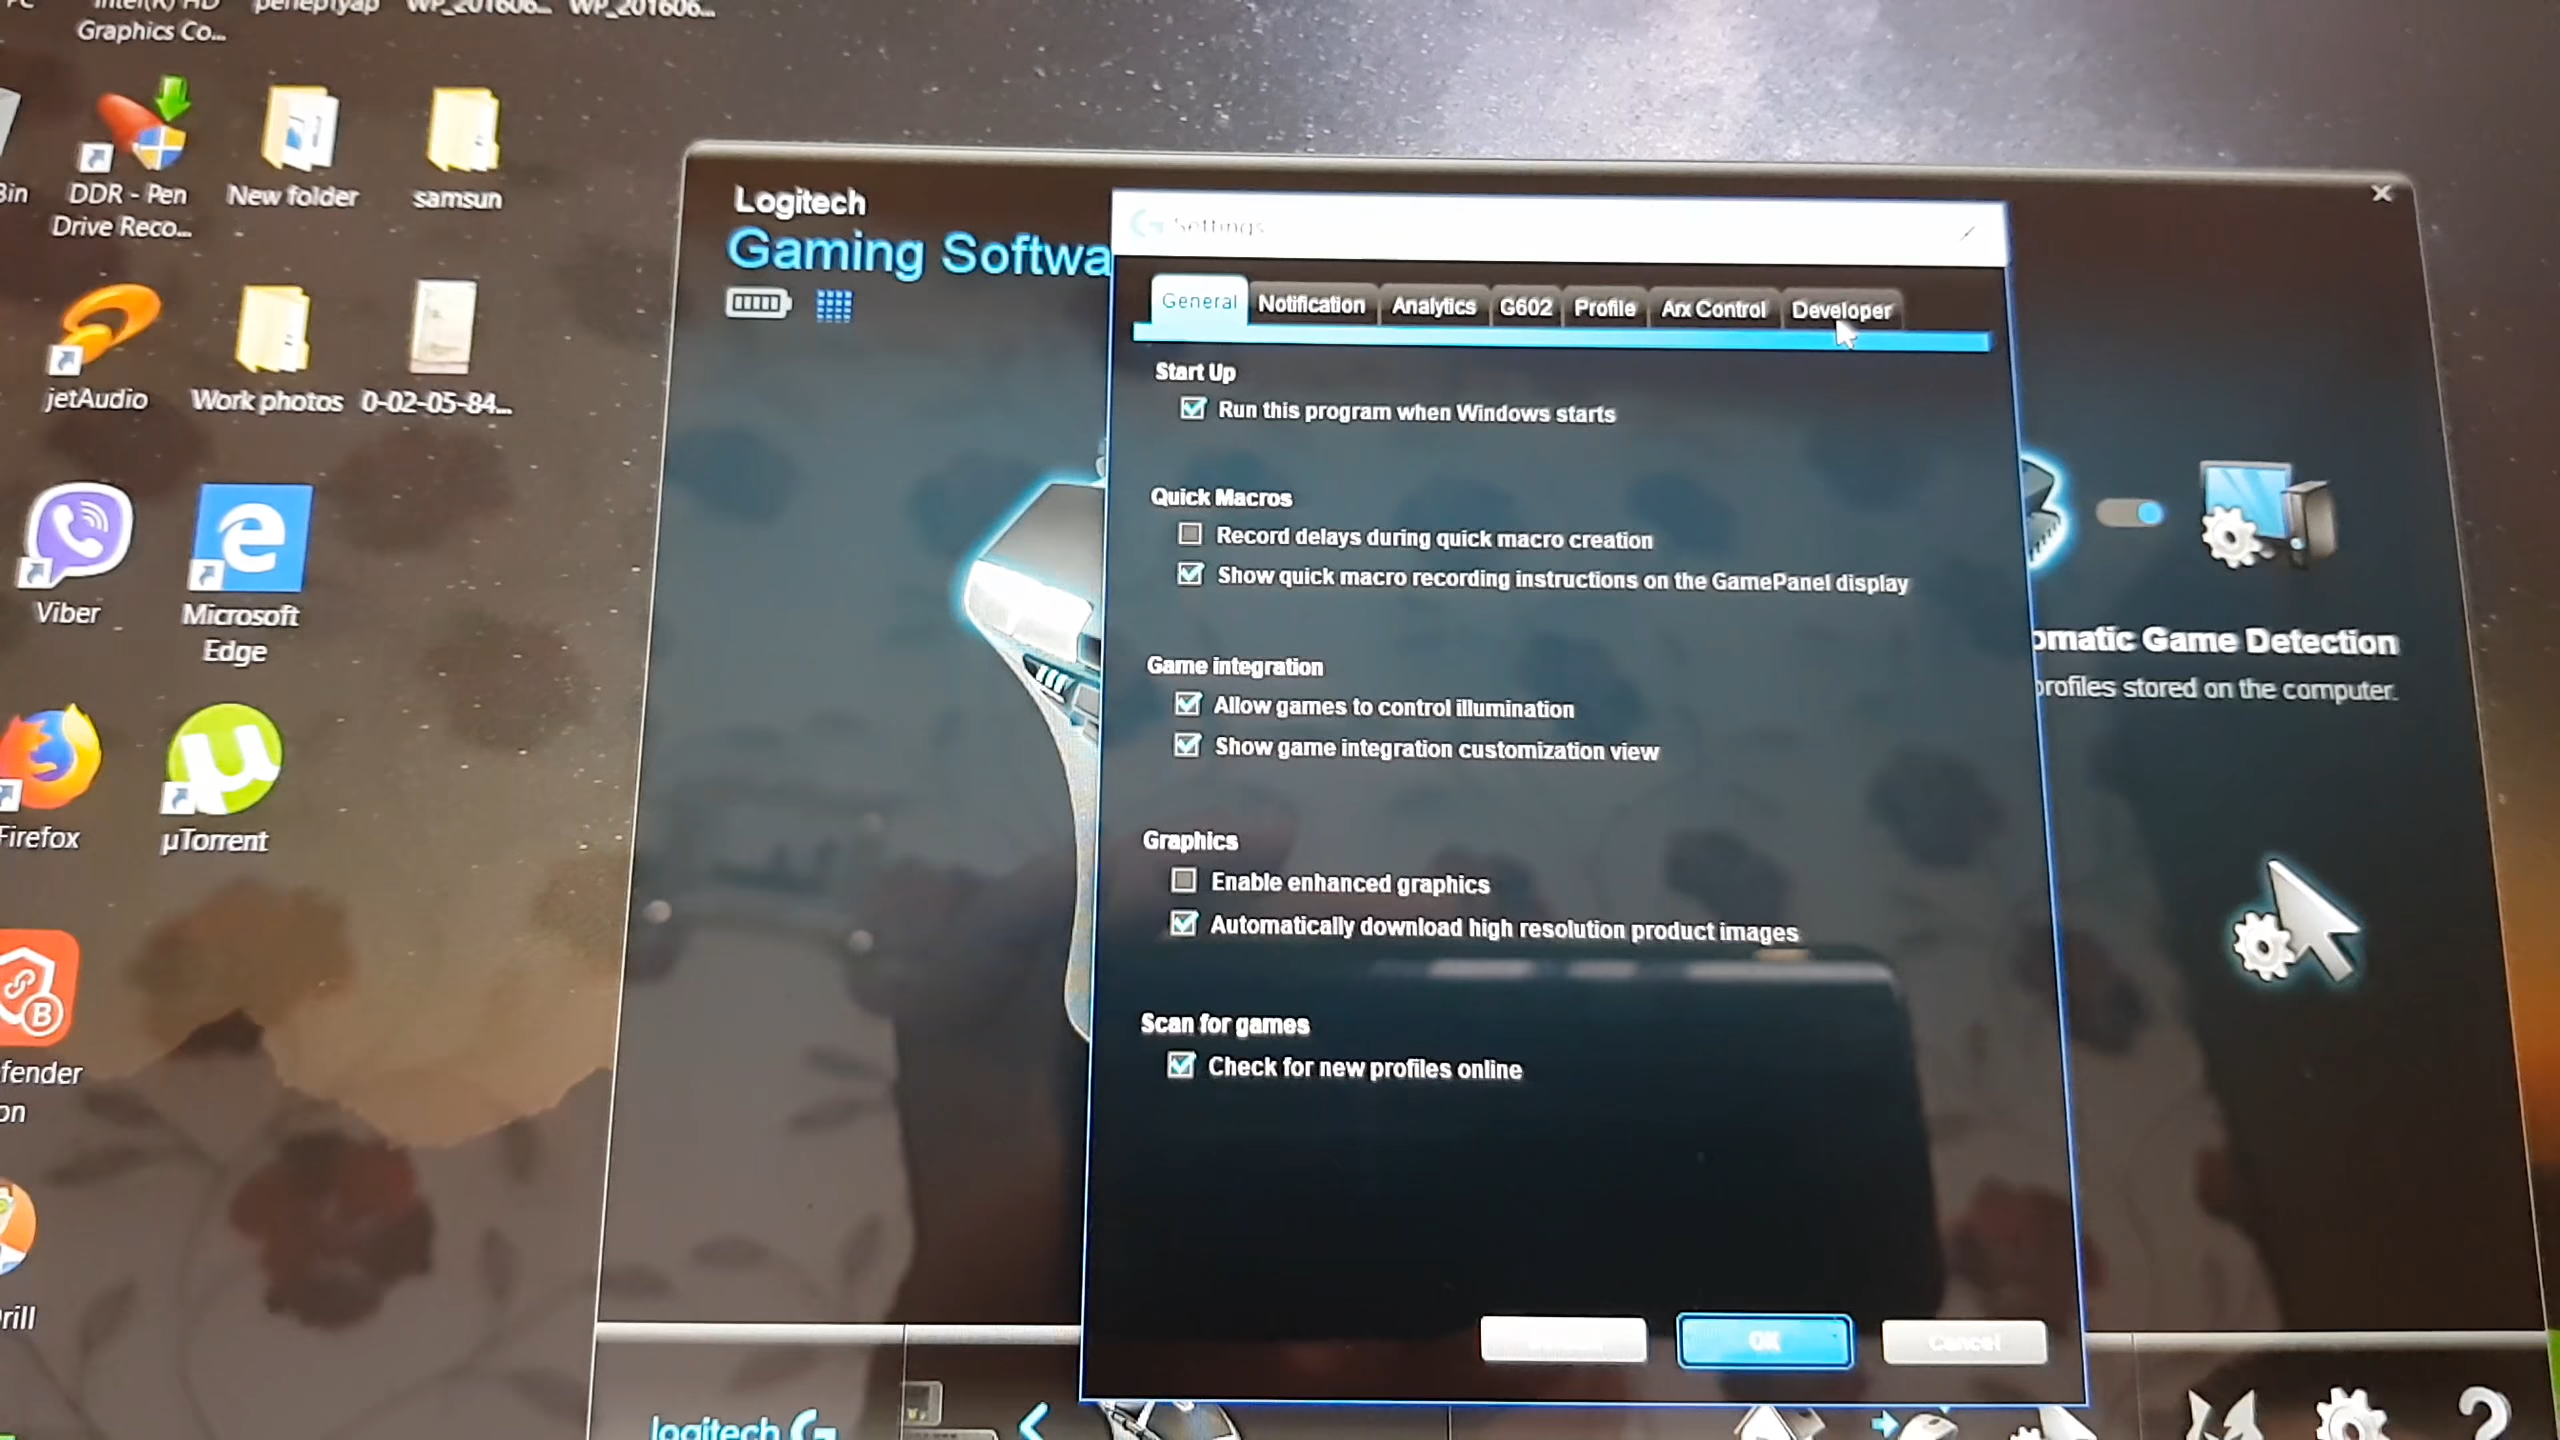 Graphics Co...
DDR - Pen
Drive Reco...
New folder
samsun
jetAudio
Work photos
0-02-05-84...
Viber
Microsoft
Edge
Firefox
µTorrent
fender
on
rill
Logitech
Gaming Softwa
Settings
General
Notification
Analytics
G602
Profile
Arx Control
Developer
Start Up
Run this program when Windows starts
Quick Macros
Record delays during quick macro creation
Show quick macro recording instructions on the GamePanel display
Game integration
Allow games to control illumination
Show game integration customization view
Graphics
Enable enhanced graphics
Automatically download high resolution product images
Scan for games
Check for new profiles online
OK
Cancel
omatic Game Detection
profiles stored on the computer.
logitech